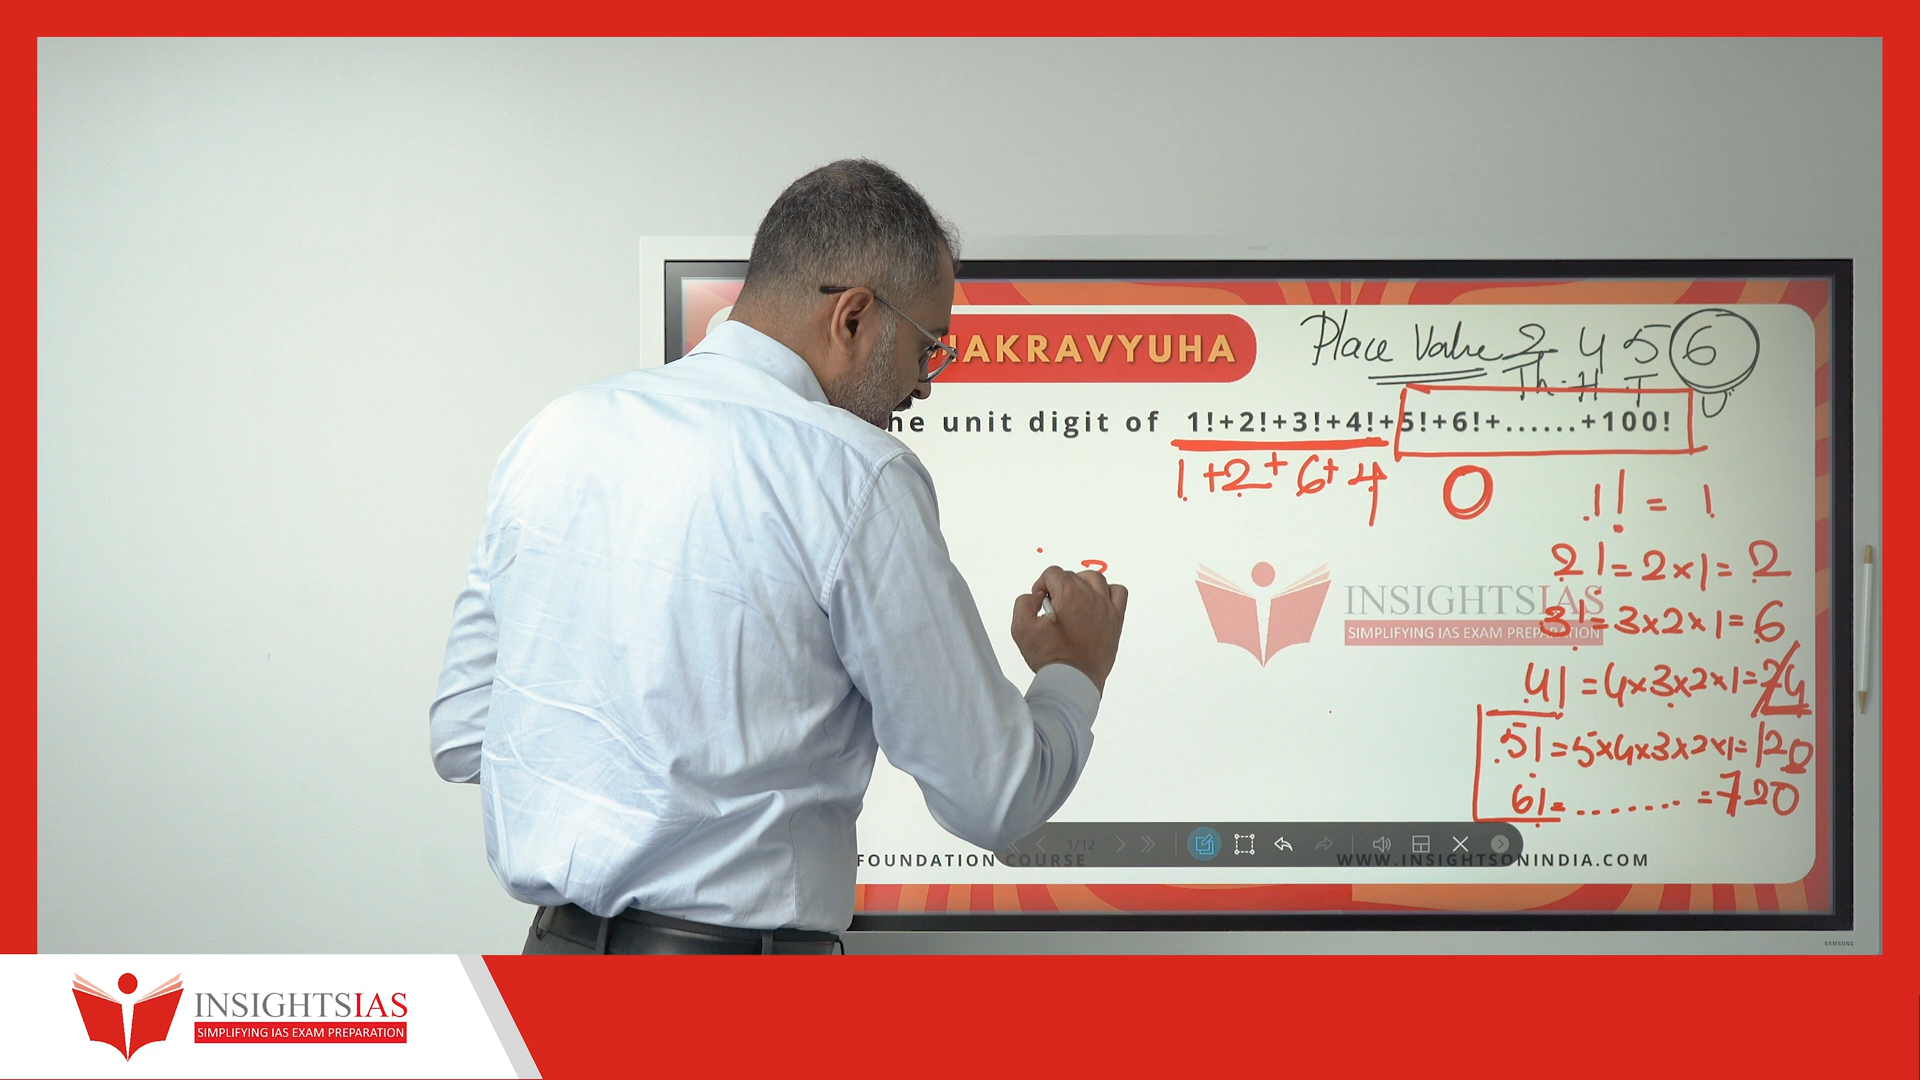 HAKRAVYUHA
Place Value 2 4 5 6
Th H T U
he unit digit of 1!+2!+3!+4!+5!+6!+......+100!
1+2+6+4 0
1! = 1
2! = 2×1 = 2
3! = 3×2×1 = 6
4! = 4×3×2×1 = 24
5! = 5×4×3×2×1 = 120
6! = ........ = 720
INSIGHTSIAS
SIMPLIFYING IAS EXAM PREPARATION
1/12
FOUNDATION COURSE
WWW.INSIGHTSONINDIA.COM
SAMSUNG
INSIGHTSIAS
SIMPLIFYING IAS EXAM PREPARATION